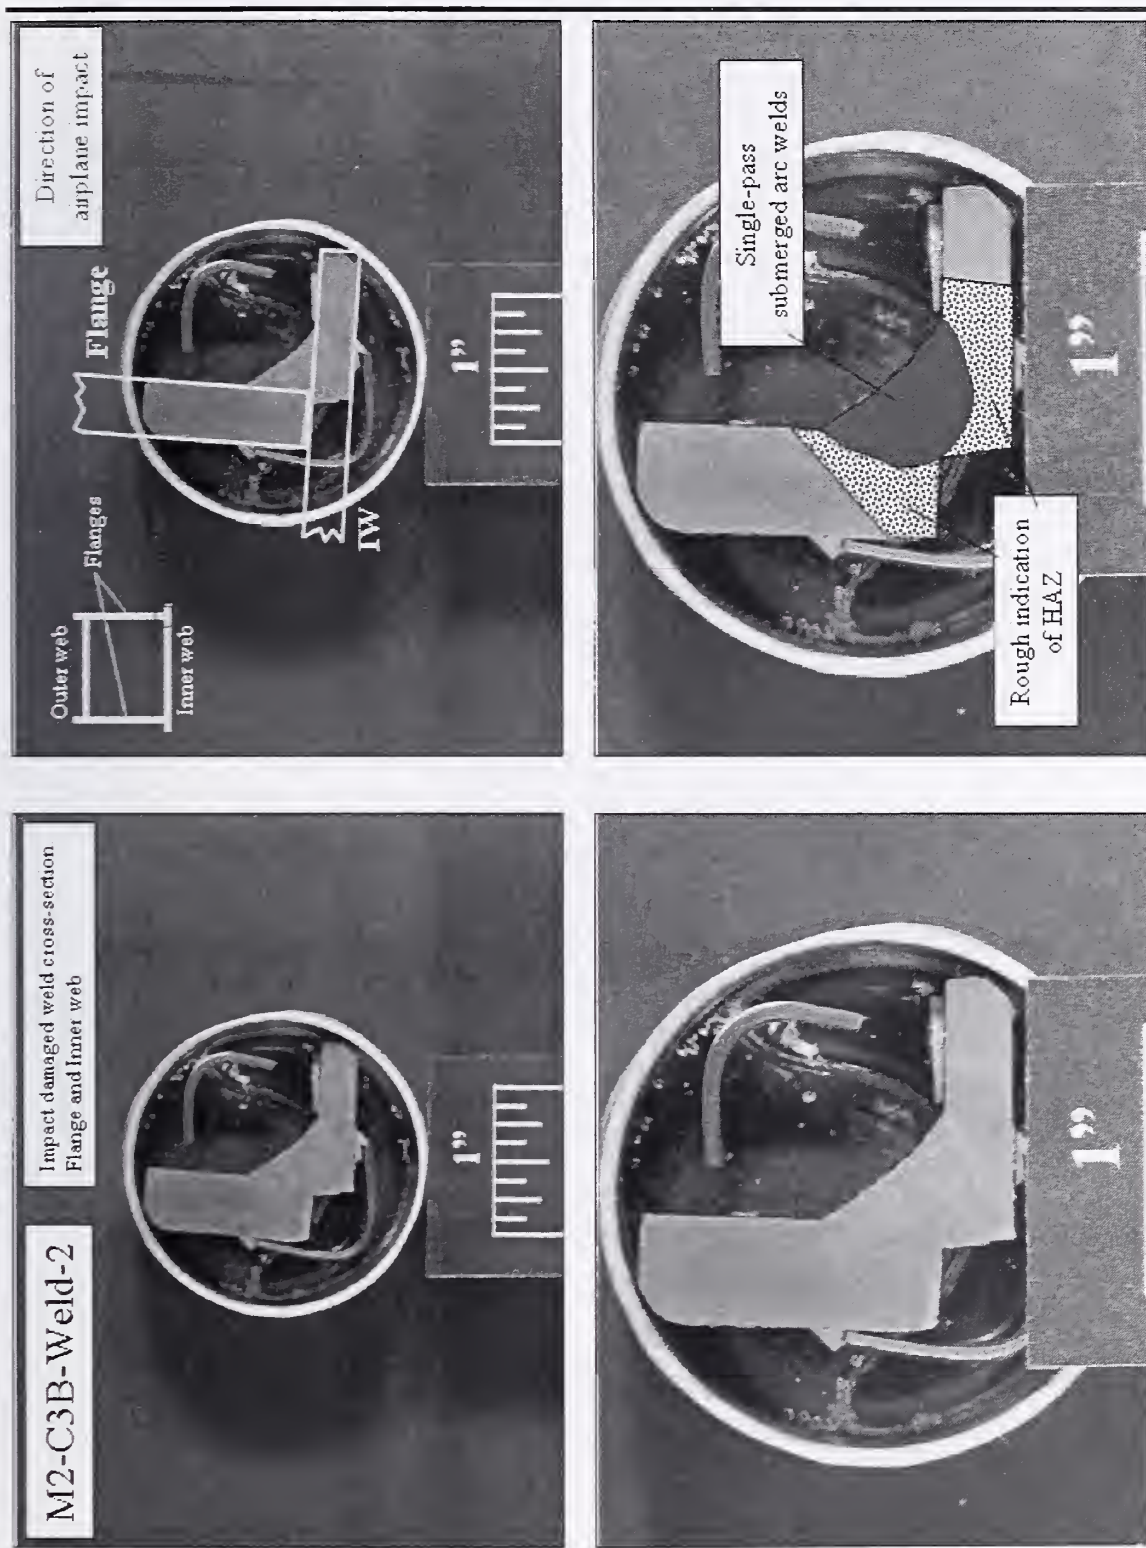 M2-C3B-Weld-2
Impact damaged weld cross-section
Flange and Inner web
1”
Direction of
airplane impact
Outer web
Flanges
Inner web
Flange
IW
1”
1”
Single-pass
submerged arc welds
Rough indication
of HAZ
1”